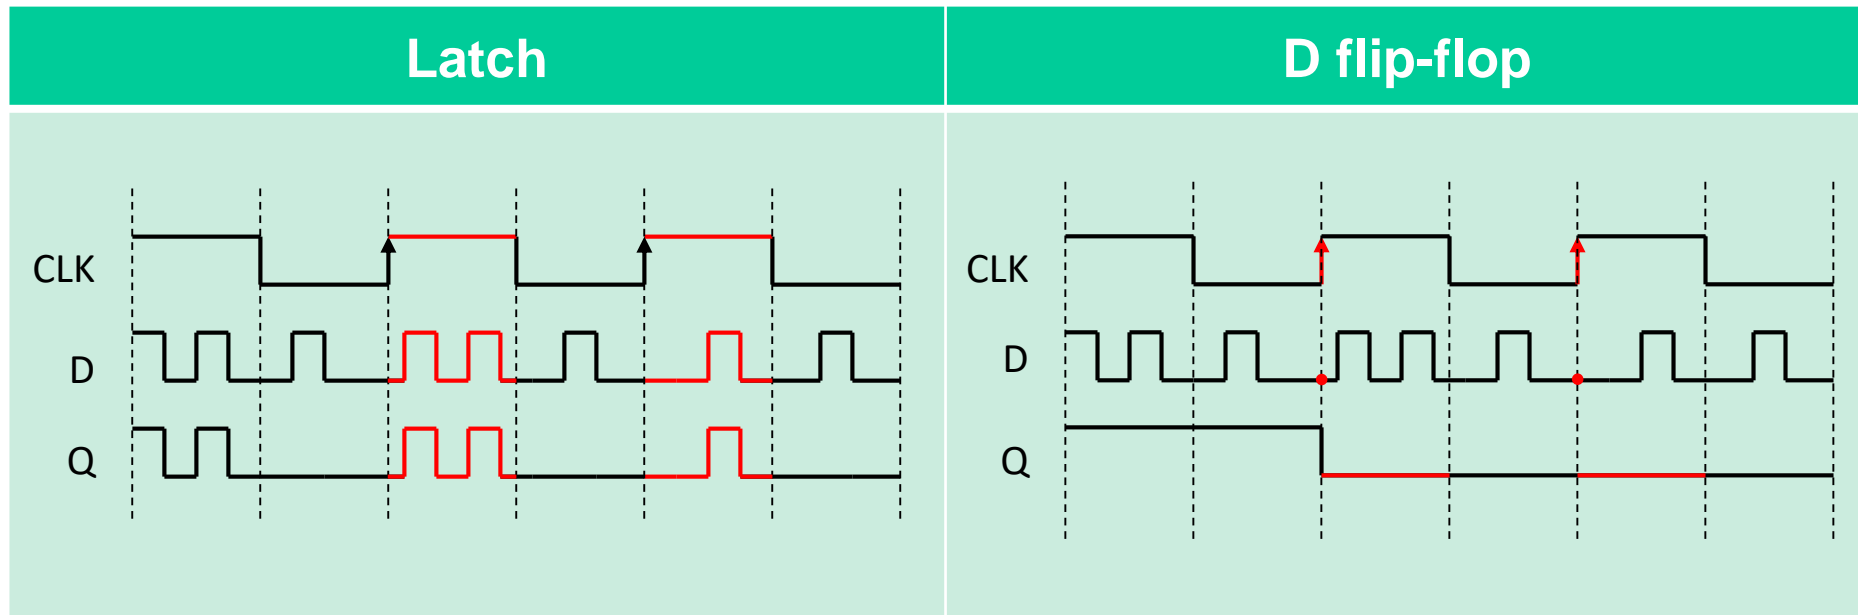 Latch
D flip-flop
CLK
D
Q
CLK
D
Q